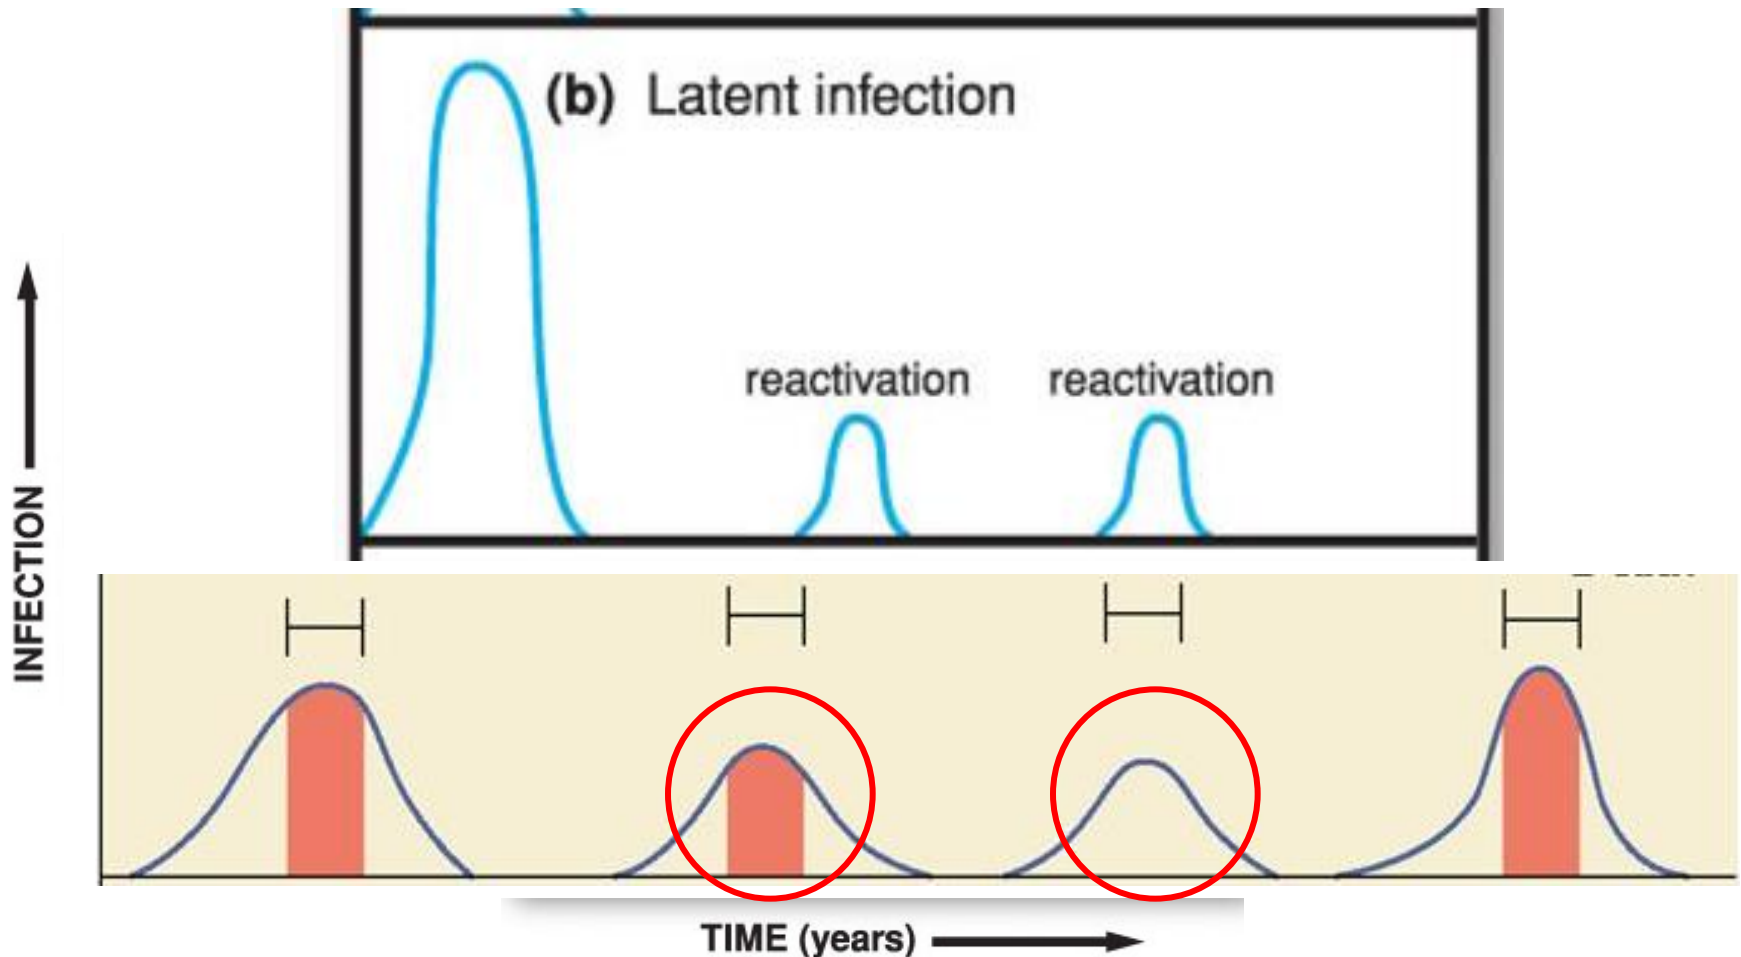 (b) Latent infection
reactivation reactivation
INFECTION
TIME (years)